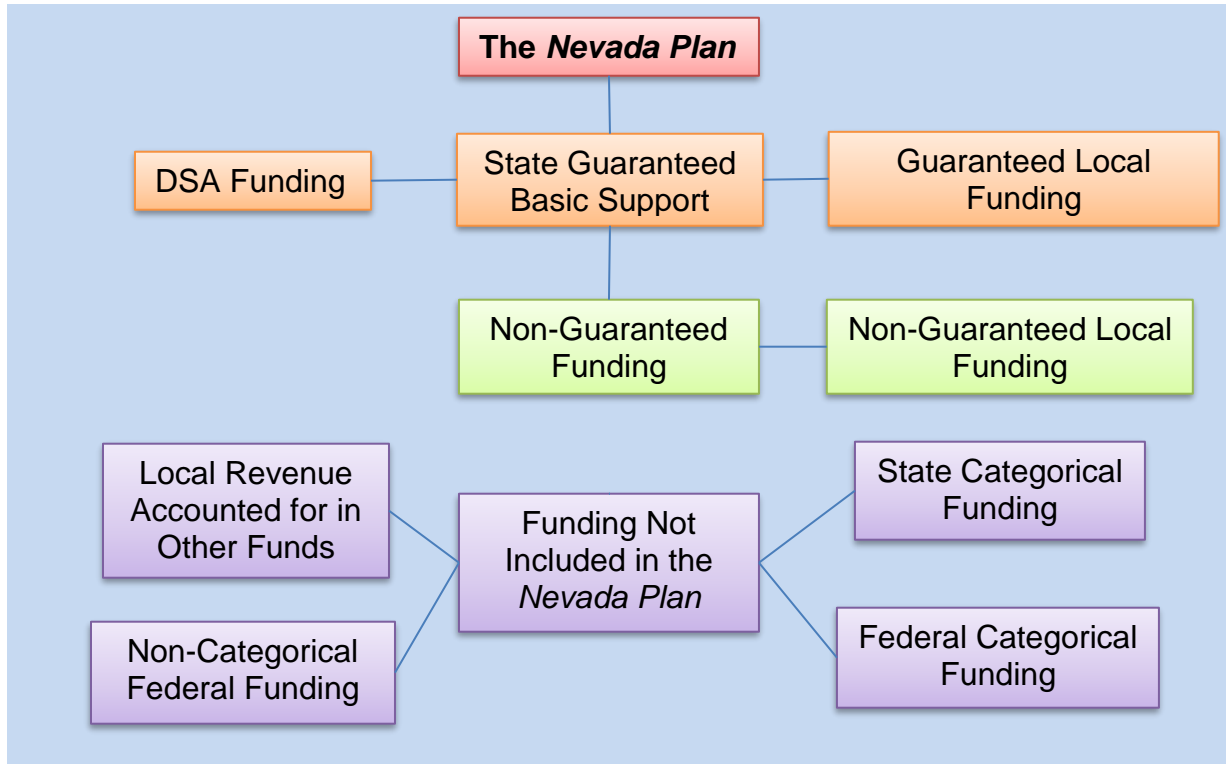 The Nevada Plan
DSA Funding
State Guaranteed
Basic Support
Guaranteed Local
Funding
Non-Guaranteed
Funding
Non-Guaranteed Local
Funding
Local Revenue
Accounted for in
Other Funds
Funding Not
Included in the
Nevada Plan
State Categorical
Funding
Non-Categorical
Federal Funding
Federal Categorical
Funding